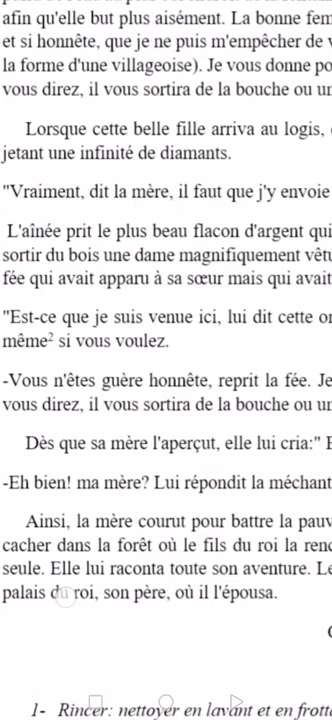 afin qu'elle but plus aisément. La bonne fem
et si honnête, que je ne puis m'empêcher de
la forme d'une villageoise). Je vous donne po
vous direz, il vous sortira de la bouche ou un
Lorsque cette belle fille arriva au logis,
jetant une infinité de diamants.
"Vraiment, dit la mère, il faut que j'y envoie
L'aînée prit le plus beau flacon d'argent qui
sortir du bois une dame magnifiquement vêtu
fée qui avait apparu à sa sœur mais qui avait
"Est-ce que je suis venue ici, lui dit cette or
même² si vous voulez.
-Vous n'êtes guère honnête, reprit la fée. Je
vous direz, il vous sortira de la bouche ou un
Dès que sa mère l'aperçut, elle lui cria:"
-Eh bien! ma mère? Lui répondit la méchant
Ainsi, la mère courut pour battre la pauv
cacher dans la forêt où le fils du roi la renc
seule. Elle lui raconta toute son aventure. Le
palais du roi, son père, où il l'épousa.
1- Rincer: nettoyer en lavant et en frotta